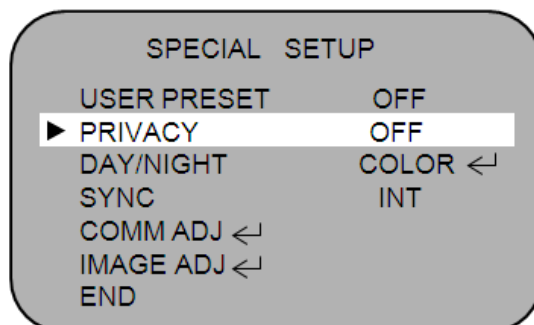 SPECIAL SETUP
USER PRESET OFF
► PRIVACY OFF
DAY/NIGHT COLOR ↵
SYNC INT
COMM ADJ ↵
IMAGE ADJ ↵
END